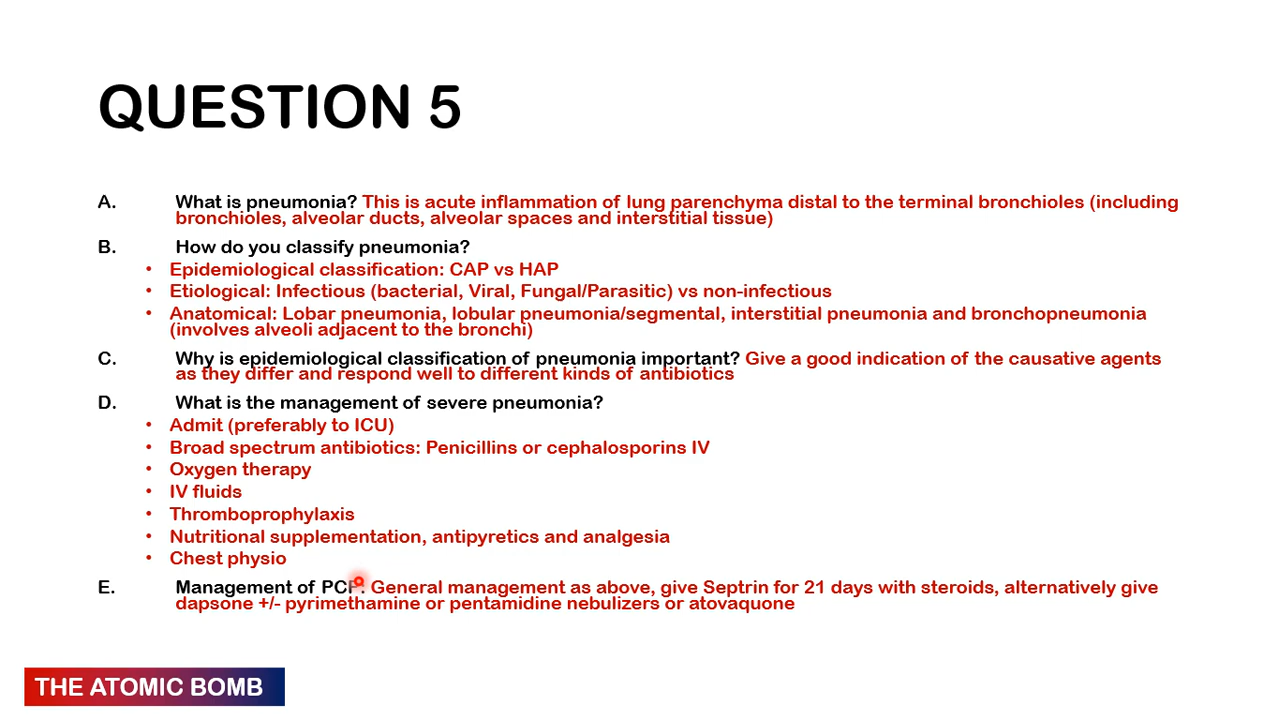 QUESTION 5
A. What is pneumonia? This is acute inflammation of lung parenchyma distal to the terminal bronchioles (including
bronchioles, alveolar ducts, alveolar spaces and interstitial tissue)
B. How do you classify pneumonia?
• Epidemiological classification: CAP vs HAP
• Etiological: Infectious (bacterial, Viral, Fungal/Parasitic) vs non-infectious
• Anatomical: Lobar pneumonia, lobular pneumonia/segmental, interstitial pneumonia and bronchopneumonia
(involves alveoli adjacent to the bronchi)
C. Why is epidemiological classification of pneumonia important? Give a good indication of the causative agents
as they differ and respond well to different kinds of antibiotics
D. What is the management of severe pneumonia?
• Admit (preferably to ICU)
• Broad spectrum antibiotics: Penicillins or cephalosporins IV
• Oxygen therapy
• IV fluids
• Thromboprophylaxis
• Nutritional supplementation, antipyretics and analgesia
• Chest physio
E. Management of PCP: General management as above, give Septrin for 21 days with steroids, alternatively give
dapsone +/- pyrimethamine or pentamidine nebulizers or atovaquone
THE ATOMIC BOMB